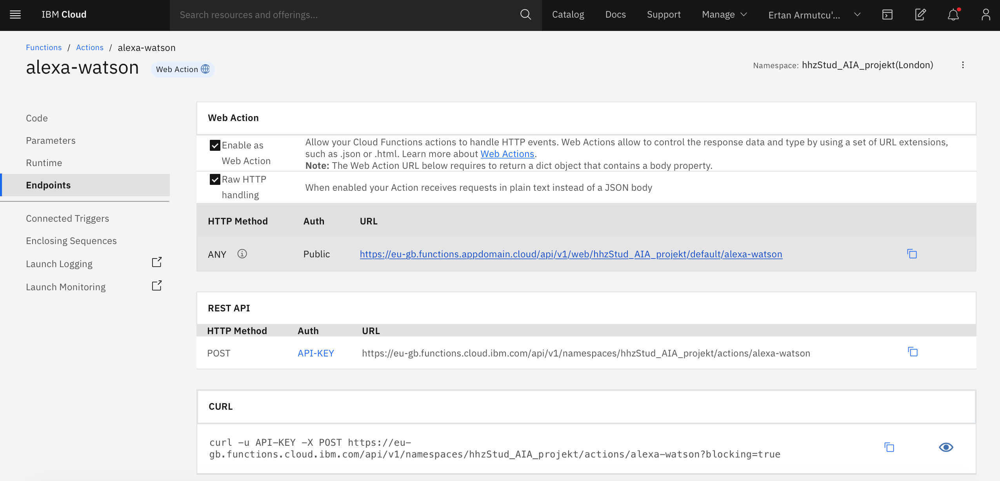 IBM Cloud
Search resources and offerings...
Catalog
Docs
Support
Manage
Ertan Armutcu'...
Functions / Actions / alexa-watson
alexa-watson
Web Action
Namespace: hhzStud_AIA_projekt(London)
Code
Parameters
Runtime
Endpoints
Connected Triggers
Enclosing Sequences
Launch Logging
Launch Monitoring
Web Action
Enable as
Web Action
Allow your Cloud Functions actions to handle HTTP events. Web Actions allow to control the response data and type by using a set of URL extensions,
such as .json or .html. Learn more about Web Actions.
Note: The Web Action URL below requires to return a dict object that contains a body property.
Raw HTTP
handling
When enabled your Action receives requests in plain text instead of a JSON body
HTTP Method Auth URL
ANY Public https://eu-gb.functions.appdomain.cloud/api/v1/web/hhzStud_AIA_projekt/default/alexa-watson
REST API
HTTP Method Auth URL
POST API-KEY https://eu-gb.functions.cloud.ibm.com/api/v1/namespaces/hhzStud_AIA_projekt/actions/alexa-watson
CURL
curl -u API-KEY -X POST https://eu-
gb.functions.cloud.ibm.com/api/v1/namespaces/hhzStud_AIA_projekt/actions/alexa-watson?blocking=true